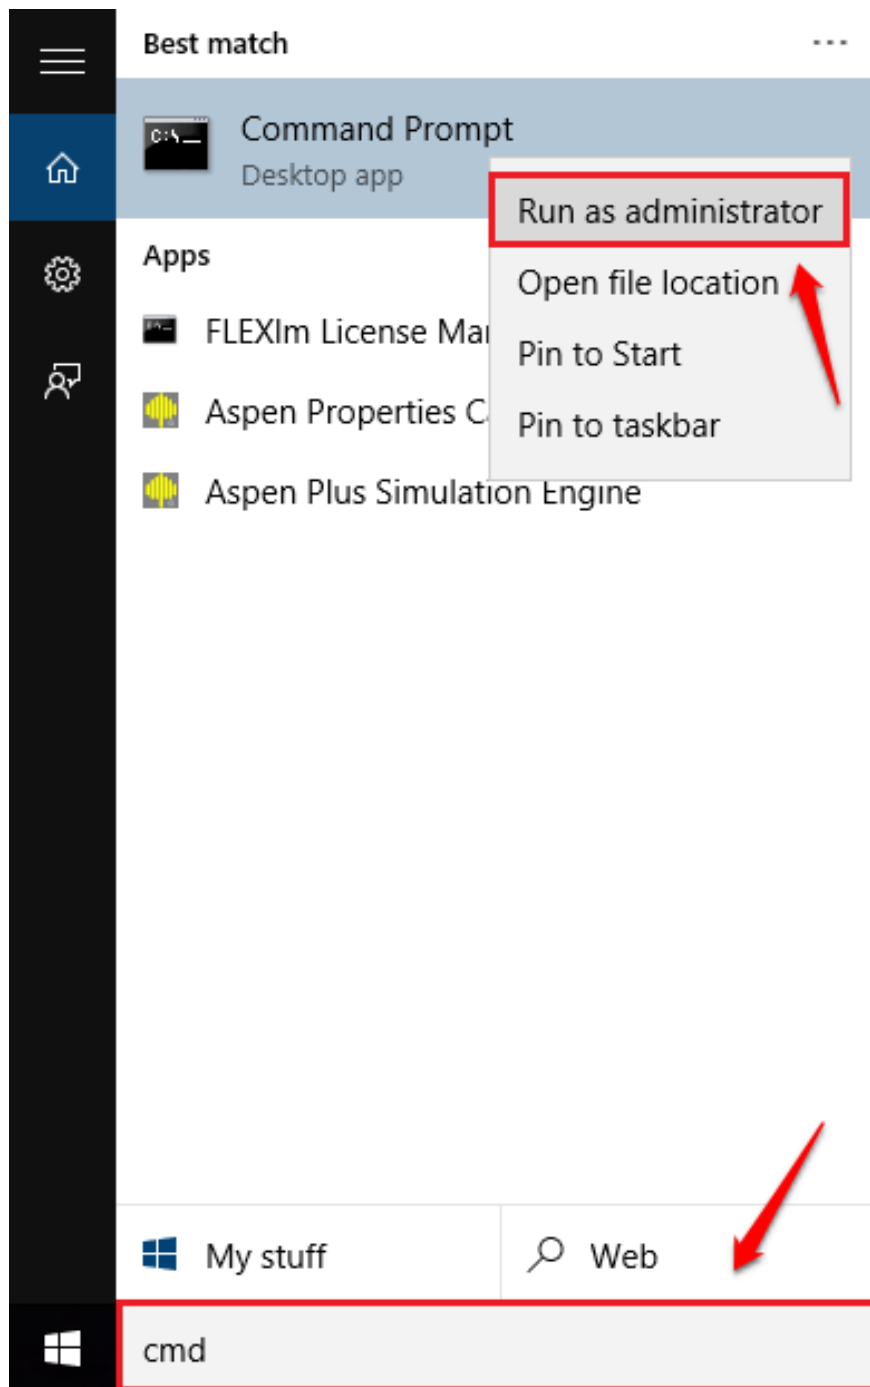 Best match
Command Prompt
Desktop app
Run as administrator
Apps
Open file location
FLEXlm License Ma
Pin to Start
Aspen Properties C
Pin to taskbar
Aspen Plus Simulation Engine
My stuff
Web
cmd